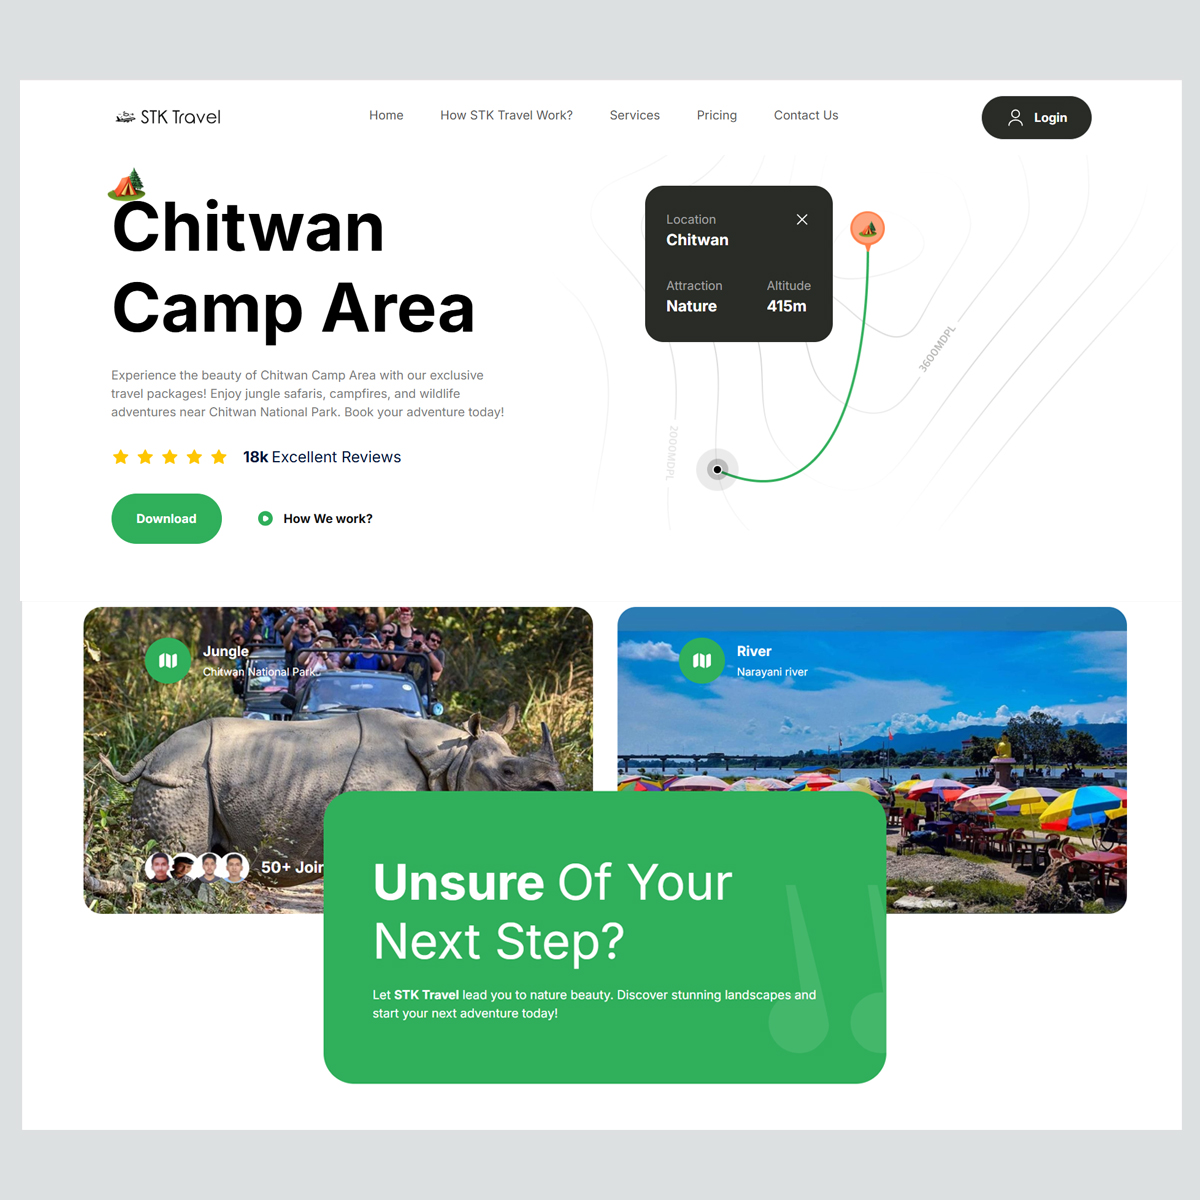 STK Travel
Home
How STK Travel Work?
Services
Pricing
Contact Us
Login
Chitwan
Camp Area
Experience the beauty of Chitwan Camp Area with our exclusive
travel packages! Enjoy jungle safaris, campfires, and wildlife
adventures near Chitwan National Park. Book your adventure today!
18k Excellent Reviews
Download
How We work?
Location
Chitwan
Attraction
Nature
Altitude
415m
3600MDPL
2000MDPL
Jungle
Chitwan National Park..
50+ Join
River
Narayani river
Unsure Of Your
Next Step?
Let STK Travel lead you to nature beauty. Discover stunning landscapes and
start your next adventure today!